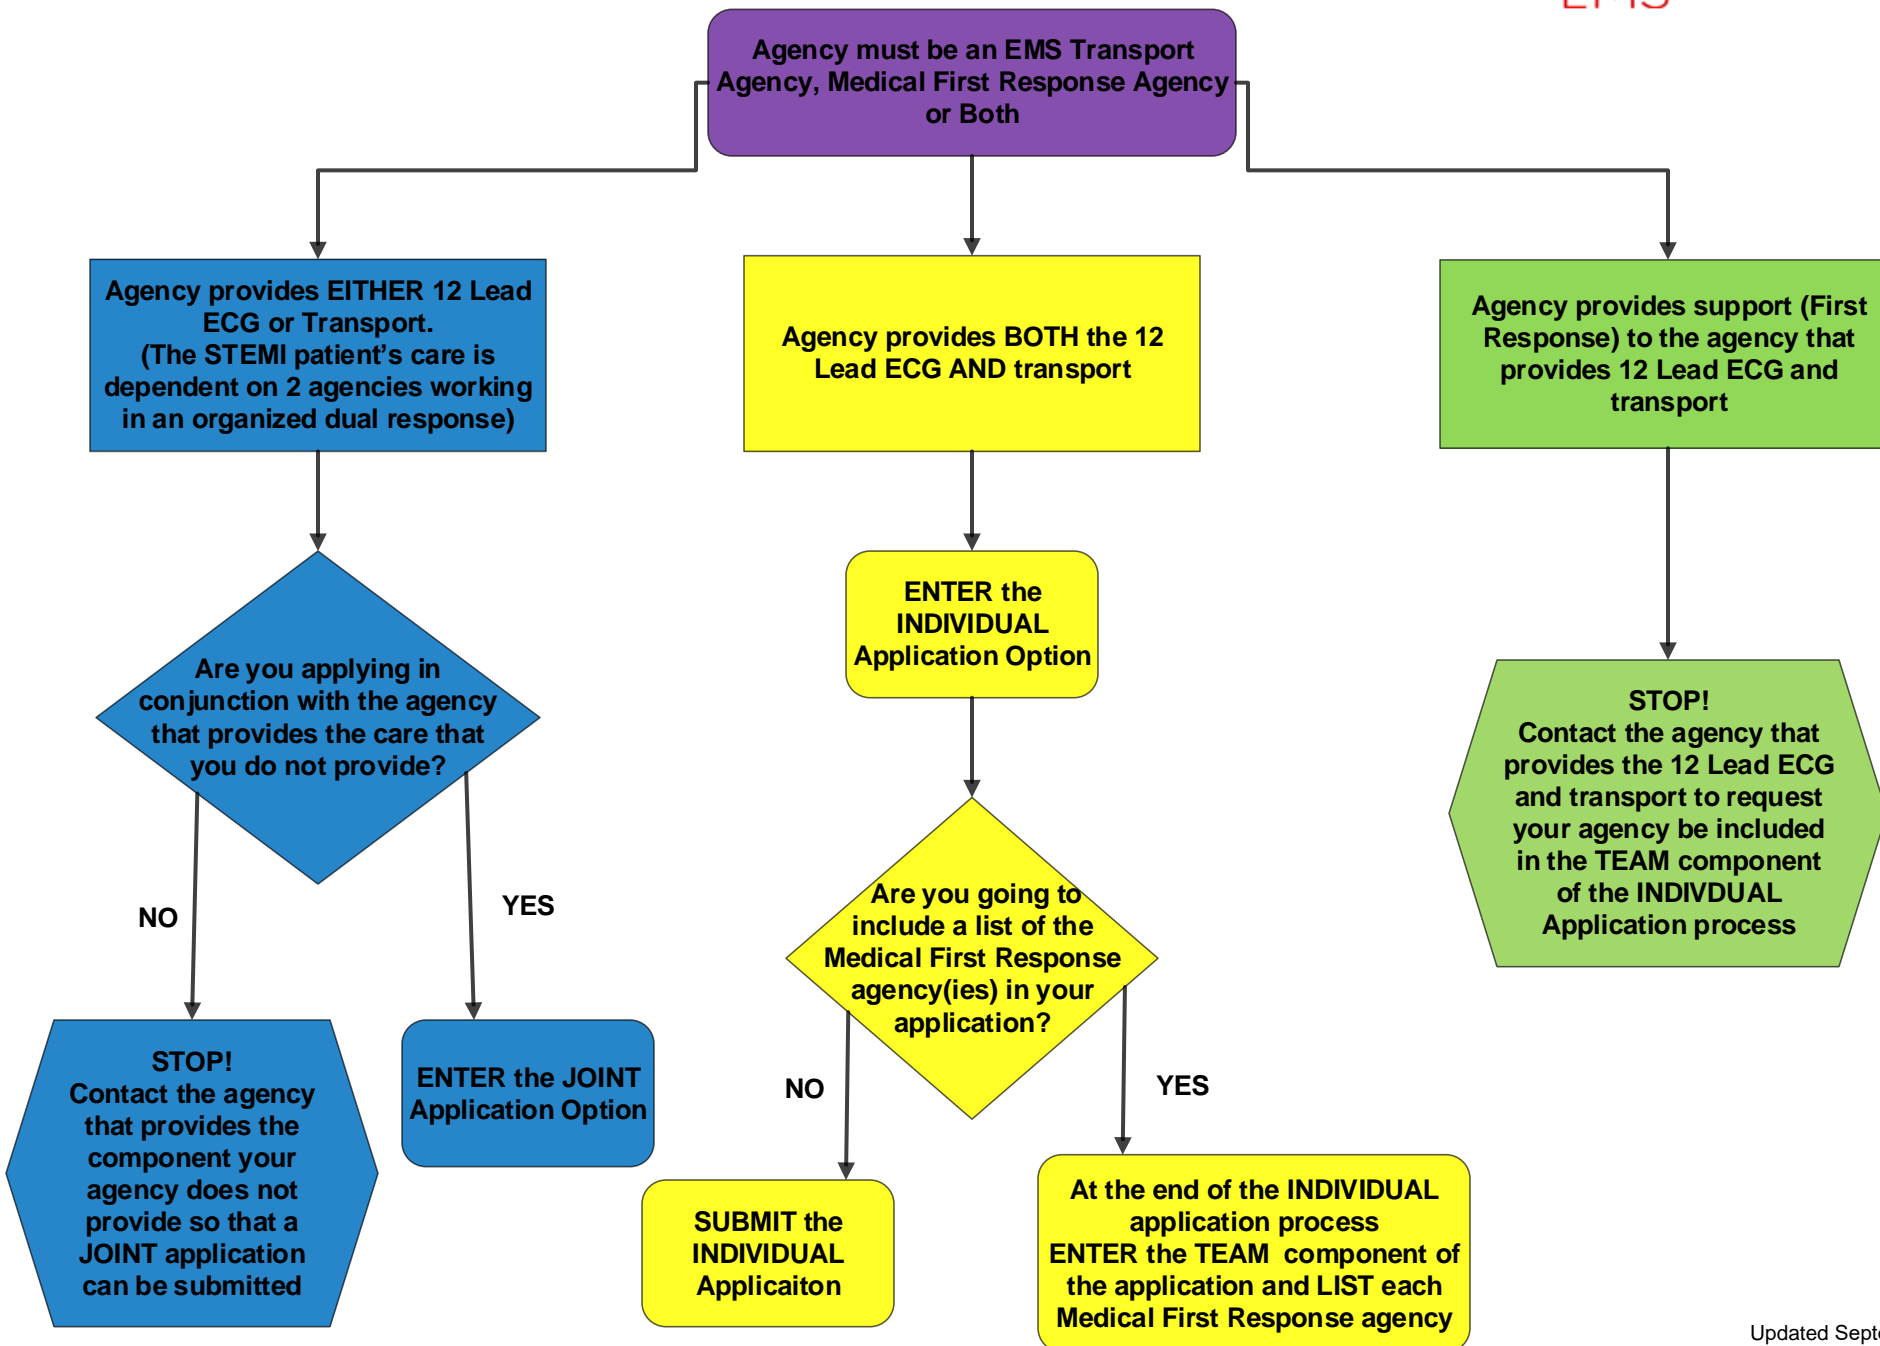 EMS
Agency must be an EMS Transport
Agency, Medical First Response Agency
or Both
Agency provides EITHER 12 Lead
ECG or Transport.
(The STEMI patient’s care is
dependent on 2 agencies working
in an organized dual response)
Agency provides BOTH the 12
Lead ECG AND transport
Agency provides support (First
Response) to the agency that
provides 12 Lead ECG and
transport
Are you applying in
conjunction with the agency
that provides the care that
you do not provide?
NO
YES
STOP!
Contact the agency
that provides the
component your
agency does not
provide so that a
JOINT application
can be submitted
ENTER the JOINT
Application Option
ENTER the
INDIVIDUAL
Application Option
Are you going to
include a list of the
Medical First Response
agency(ies) in your
application?
NO
YES
SUBMIT the
INDIVIDUAL
Applicaiton
At the end of the INDIVIDUAL
application process
ENTER the TEAM component of
the application and LIST each
Medical First Response agency
STOP!
Contact the agency that
provides the 12 Lead ECG
and transport to request
your agency be included
in the TEAM component
of the INDIVDUAL
Application process
Updated